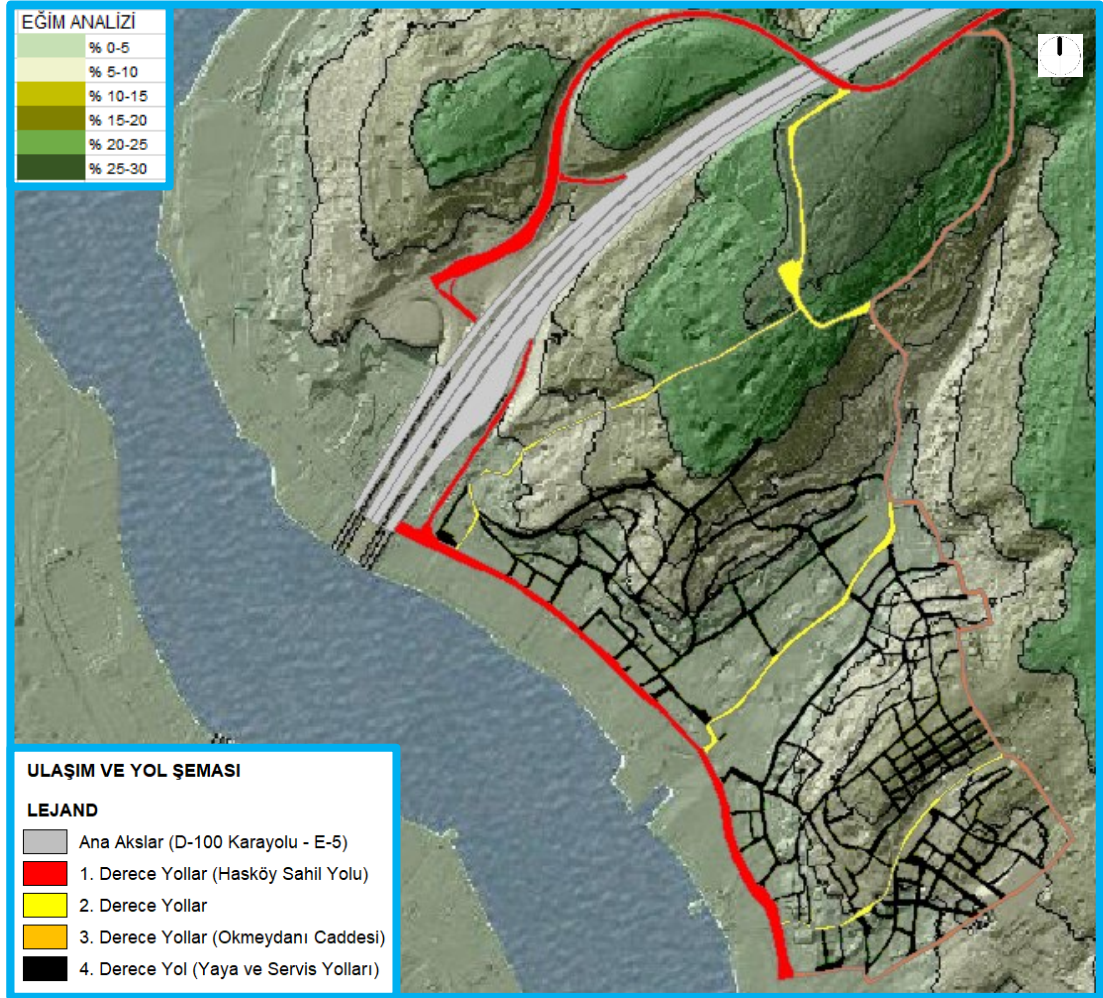 EĞİM ANALİZİ
% 0-5
% 5-10
% 10-15
% 15-20
% 20-25
% 25-30
ULAŞIM VE YOL ŞEMASI
LEJAND
Ana Akslar (D-100 Karayolu - E-5)
1. Derece Yollar (Hasköy Sahil Yolu)
2. Derece Yollar
3. Derece Yollar (Okmeydanı Caddesi)
4. Derece Yol (Yaya ve Servis Yolları)